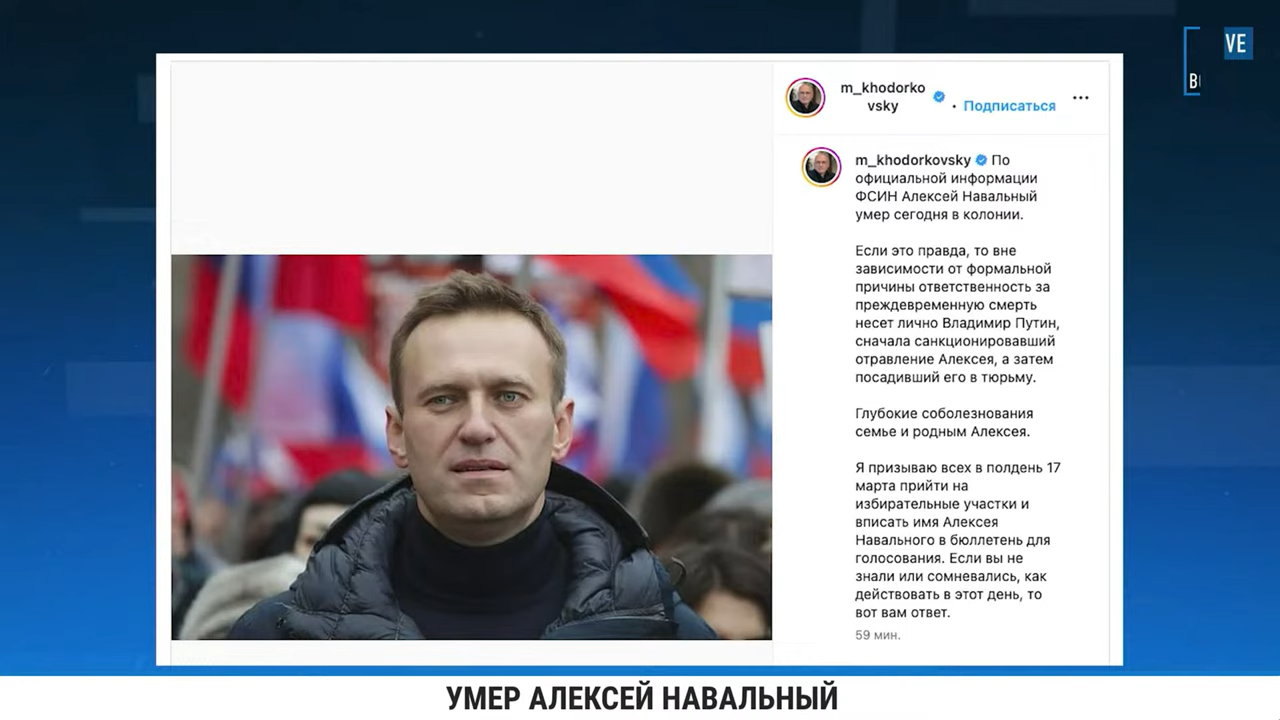 VE
m_khodorko
vsky
Подписаться
m_khodorkovsky По
официальной информации
ФСИН Алексей Навальный
умер сегодня в колонии.
Если это правда, то вне
зависимости от формальной
причины ответственность за
преждевременную смерть
несет лично Владимир Путин,
сначала санкционировавший
отравление Алексея, а затем
посадивший его в тюрьму.
Глубокие соболезнования
семье и родным Алексея.
Я призываю всех в полдень 17
марта прийти на
избирательные участки и
вписать имя Алексея
Навального в бюллетень для
голосования. Если вы не
знали или сомневались, как
действовать в этот день, то
вот вам ответ.
59 мин.
УМЕР АЛЕКСЕЙ НАВАЛЬНЫЙ